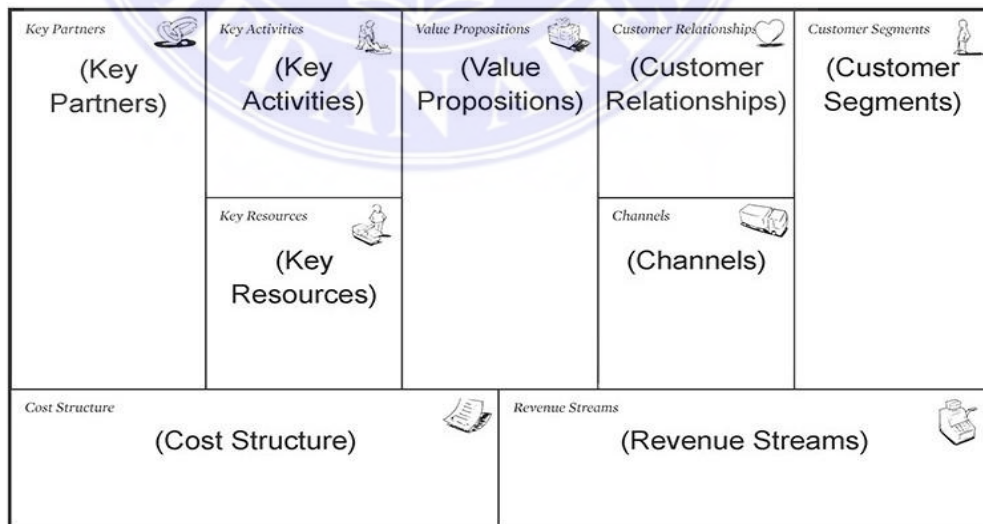 Key Partners
(Key
Partners)
Key Activities
(Key
Activities)
Key Resources
(Key
Resources)
Value Propositions
(Value
Propositions)
Customer Relationships
(Customer
Relationships)
Channels
(Channels)
Customer Segments
(Customer
Segments)
Cost Structure
(Cost Structure)
Revenue Streams
(Revenue Streams)